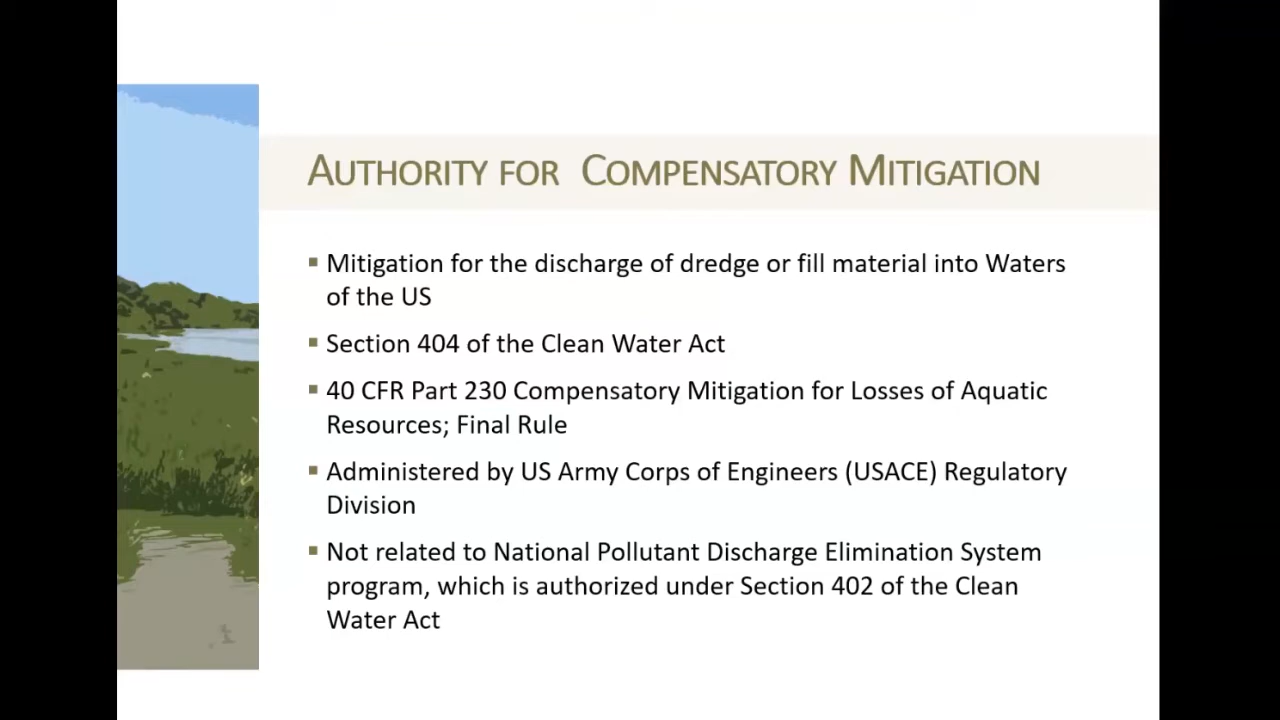 AUTHORITY FOR COMPENSATORY MITIGATION
▪ Mitigation for the discharge of dredge or fill material into Waters
of the US
▪ Section 404 of the Clean Water Act
▪ 40 CFR Part 230 Compensatory Mitigation for Losses of Aquatic
Resources; Final Rule
▪ Administered by US Army Corps of Engineers (USACE) Regulatory
Division
▪ Not related to National Pollutant Discharge Elimination System
program, which is authorized under Section 402 of the Clean
Water Act